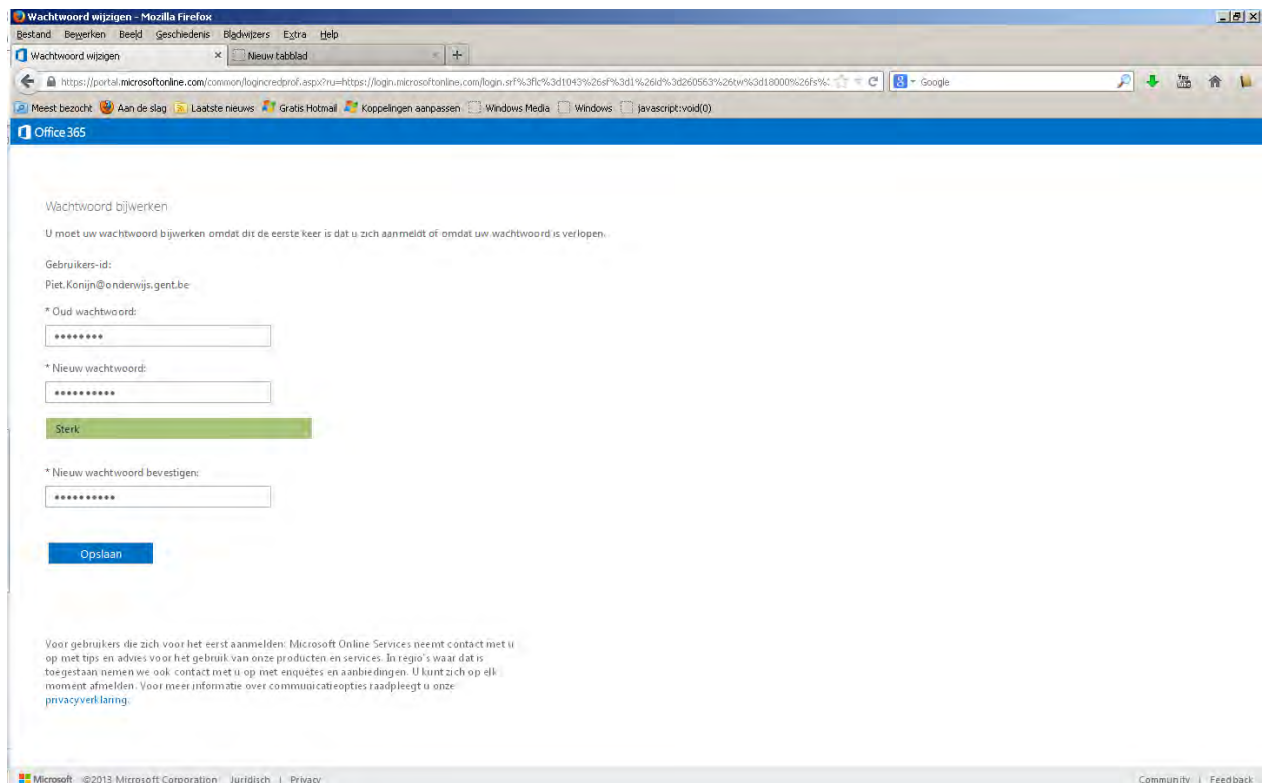 Wachtwoord wijzigen - Mozilla Firefox
Bestand Bewerken Beeld Geschiedenis Bladwijzers Extra Help
Wachtwoord wijzigen × Nieuw tabblad × +
https://portal.microsoftonline.com/common/logincredprof.aspx?ru=https://login.microsoftonline.com/login.srf%3flc%3d1043%26sf%3d1%26id%3d260563%26tw%3d18000%26fs%: Google
Meest bezocht Aan de slag Laatste nieuws Gratis Hotmail Koppelingen aanpassen Windows Media Windows javascript:void(0)
Office 365
Wachtwoord bijwerken
U moet uw wachtwoord bijwerken omdat dit de eerste keer is dat u zich aanmeldt of omdat uw wachtwoord is verlopen.
Gebruikers-id:
Piet.Konijn@onderwijs.gent.be
* Oud wachtwoord:
••••••••
* Nieuw wachtwoord:
••••••••••
Sterk
* Nieuw wachtwoord bevestigen:
••••••••••
Opslaan
Voor gebruikers die zich voor het eerst aanmelden: Microsoft Online Services neemt contact met u
op met tips en advies voor het gebruik van onze producten en services. In regio's waar dat is
toegestaan nemen we ook contact met u op met enquêtes en aanbiedingen. U kunt zich op elk
moment afmelden. Voor meer informatie over communicatieopties raadpleegt u onze
privacyverklaring.
Microsoft ©2013 Microsoft Corporation Juridisch | Privacy Community | Feedback